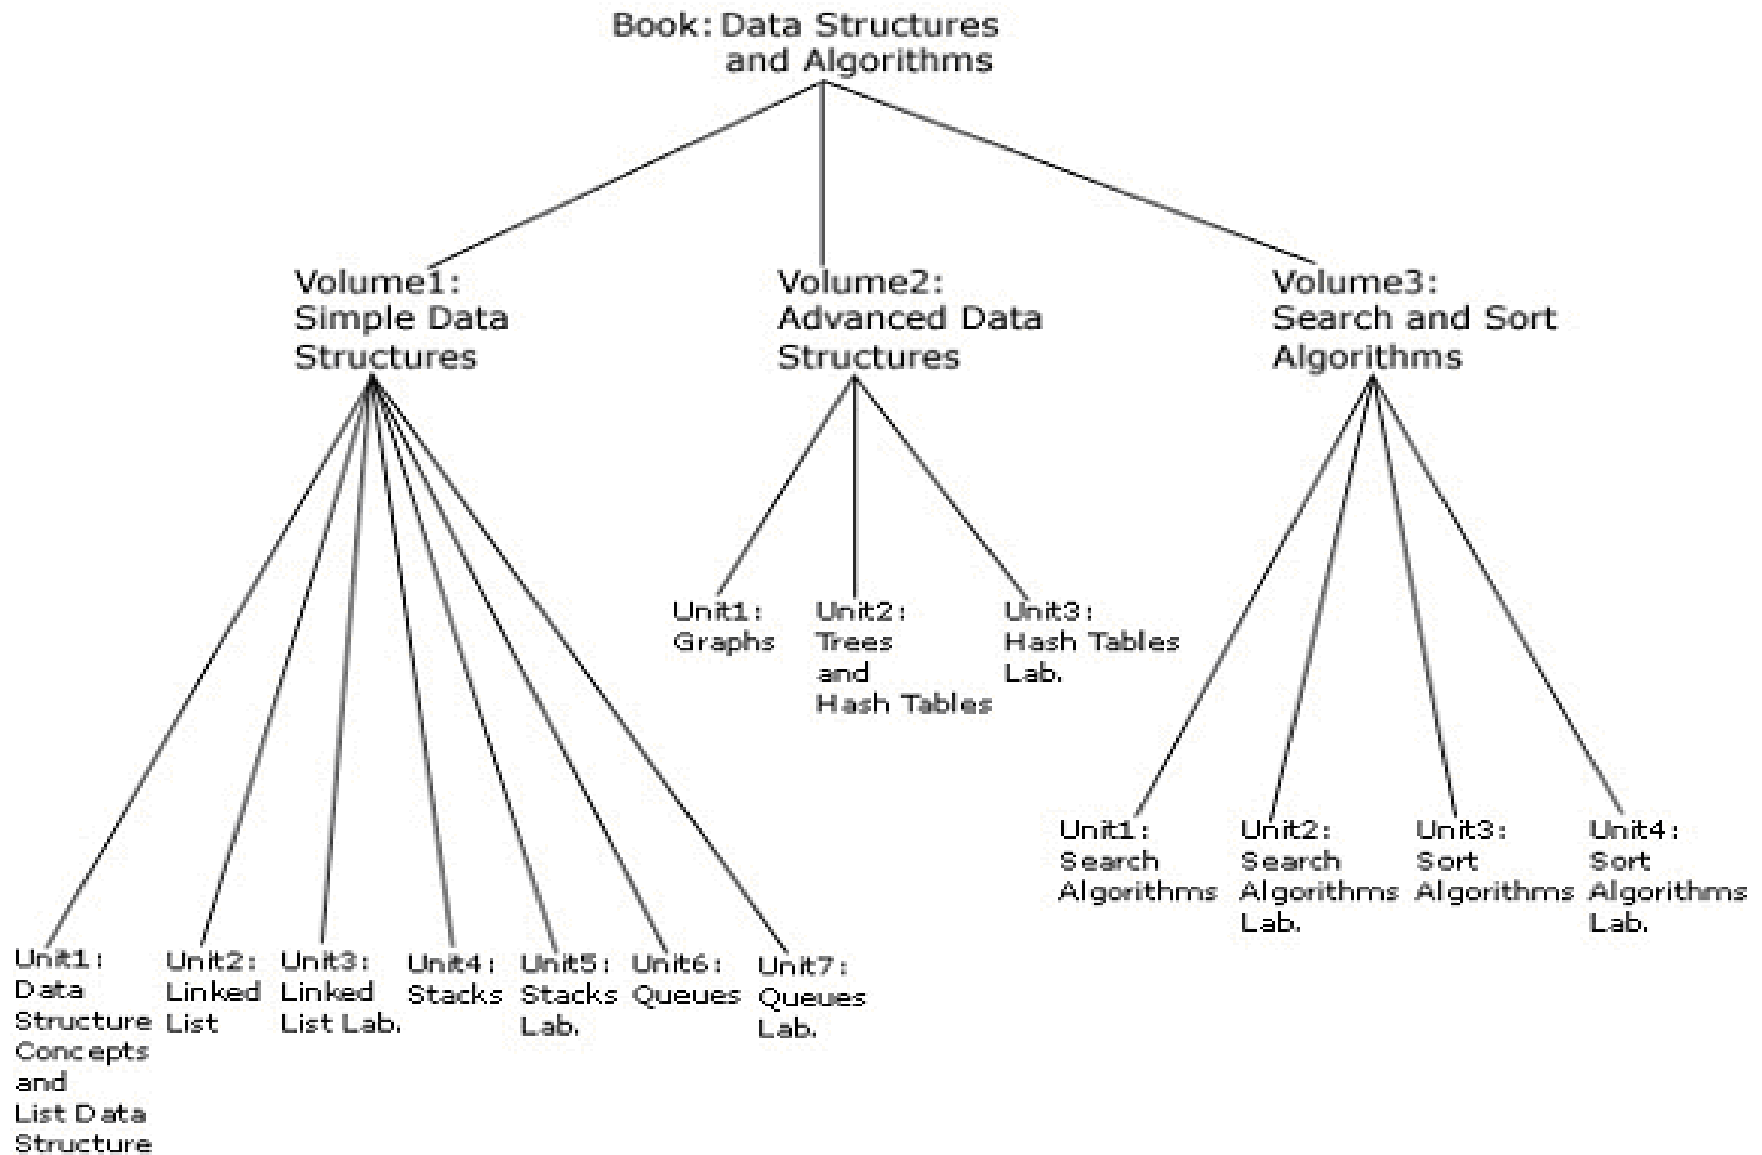 Book: Data Structures
and Algorithms
Volume1:
Simple Data
Structures
Volume2:
Advanced Data
Structures
Volume3:
Search and Sort
Algorithms
Unit1:
Graphs
Unit2:
Trees
and
Hash Tables
Unit3:
Hash Tables
Lab.
Unit1:
Search
Algorithms
Unit2:
Search
Algorithms
Lab.
Unit3:
Sort
Algorithms
Unit4:
Sort
Algorithms
Lab.
Unit1:
Data
Structure
Concepts
and
List Data
Structure
Unit2:
Linked
List
Unit3:
Linked
List Lab.
Unit4:
Stacks
Unit5:
Stacks
Lab.
Unit6:
Queues
Unit7:
Queues
Lab.